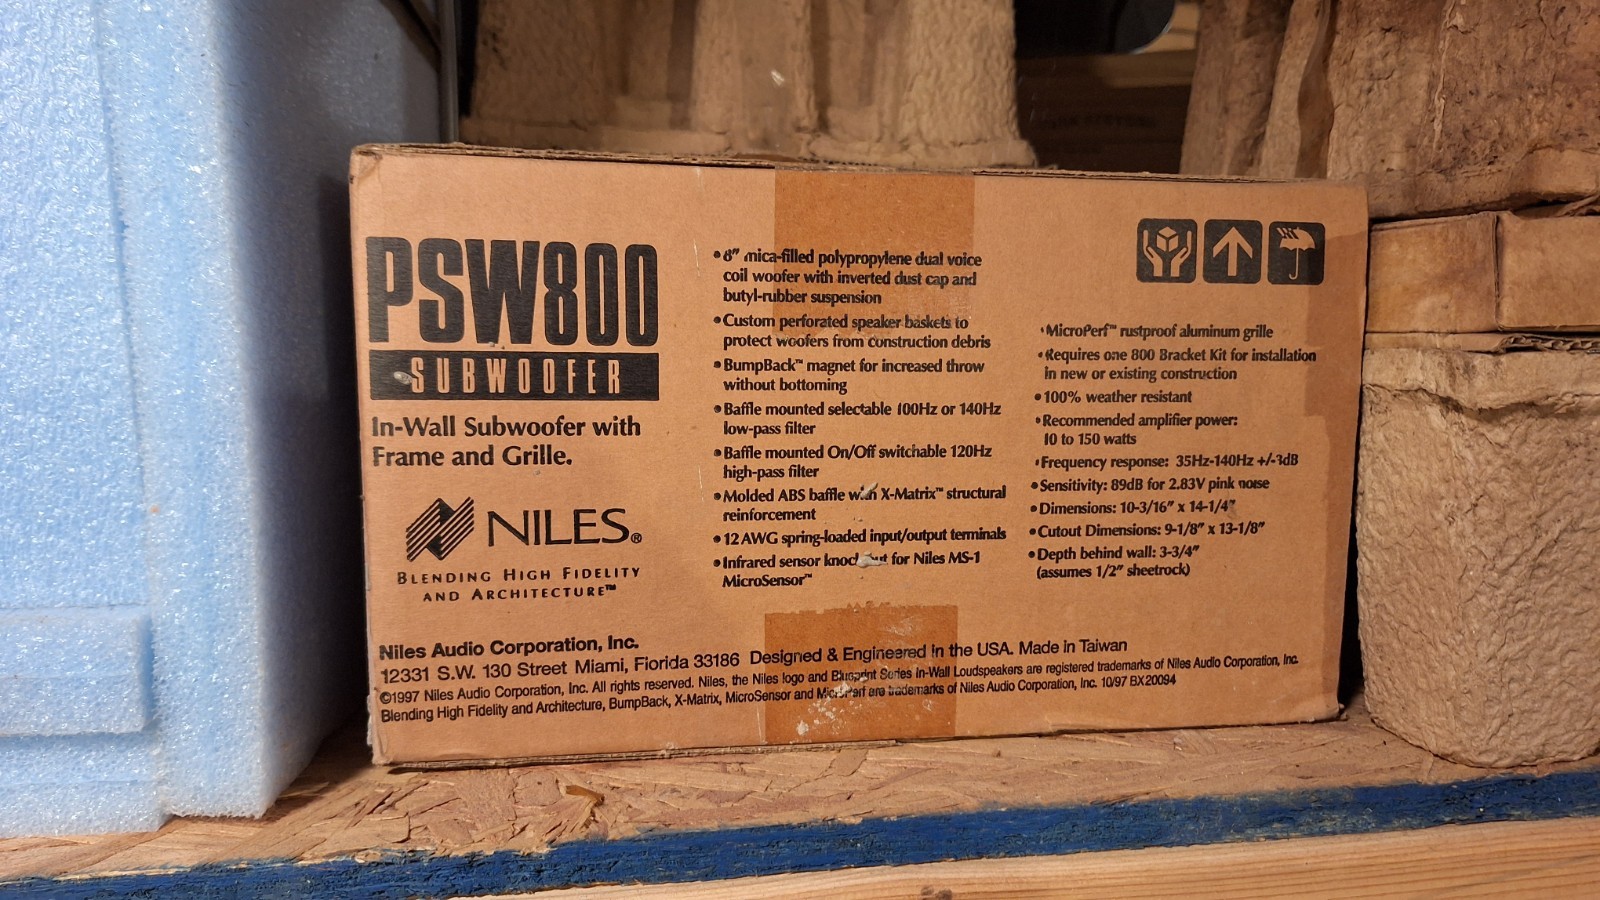 PSW800
SUBWOOFER
In-Wall Subwoofer with
Frame and Grille.
NILES®
BLENDING HIGH FIDELITY
AND ARCHITECTURE™
• 8" mica-filled polypropylene dual voice
coil woofer with inverted dust cap and
butyl-rubber suspension
• Custom perforated speaker baskets to
protect woofers from construction debris
• BumpBack™ magnet for increased throw
without bottoming
• Baffle mounted selectable 100Hz or 140Hz
low-pass filter
• Baffle mounted On/Off switchable 120Hz
high-pass filter
• Molded ABS baffle with X-Matrix™ structural
reinforcement
• 12 AWG spring-loaded input/output terminals
• Infrared sensor knockout for Niles MS-1
MicroSensor™
• MicroPerf™ rustproof aluminum grille
• Requires one 800 Bracket Kit for installation
in new or existing construction
• 100% weather resistant
• Recommended amplifier power:
10 to 150 watts
• Frequency response: 35Hz-140Hz +/-3dB
• Sensitivity: 89dB for 2.83V pink noise
• Dimensions: 10-3/16" x 14-1/4"
• Cutout Dimensions: 9-1/8" x 13-1/8"
• Depth behind wall: 3-3/4"
(assumes 1/2" sheetrock)
Niles Audio Corporation, Inc.
12331 S.W. 130 Street Miami, Florida 33186 Designed & Engineered in the USA. Made in Taiwan
©1997 Niles Audio Corporation, Inc. All rights reserved. Niles, the Niles logo and Blueprint Series In-Wall Loudspeakers are registered trademarks of Niles Audio Corporation, Inc.
Blending High Fidelity and Architecture, BumpBack, X-Matrix, MicroSensor and MicroPerf are trademarks of Niles Audio Corporation, Inc. 10/97 BX20094